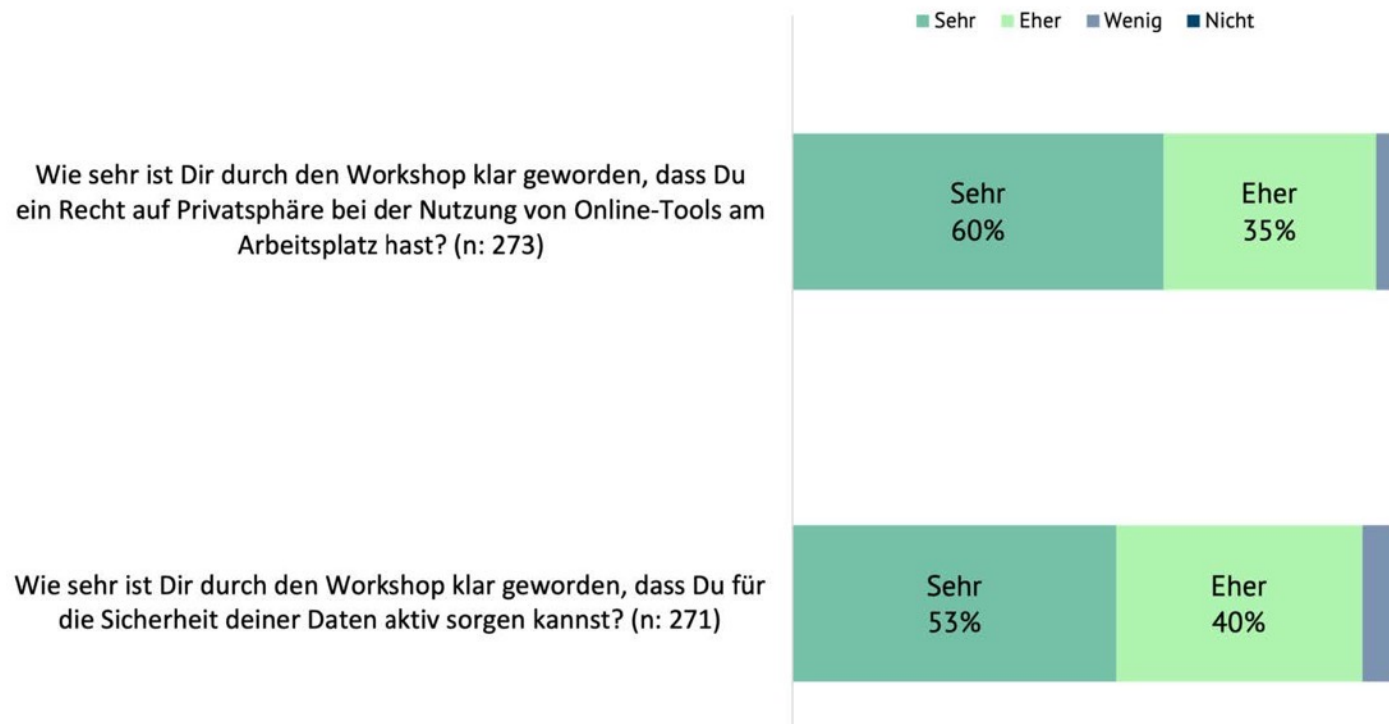 Sehr Eher Wenig Nicht
Wie sehr ist Dir durch den Workshop klar geworden, dass Du
ein Recht auf Privatsphäre bei der Nutzung von Online-Tools am
Arbeitsplatz hast? (n: 273)
Sehr
60%
Eher
35%
Wie sehr ist Dir durch den Workshop klar geworden, dass Du für
die Sicherheit deiner Daten aktiv sorgen kannst? (n: 271)
Sehr
53%
Eher
40%